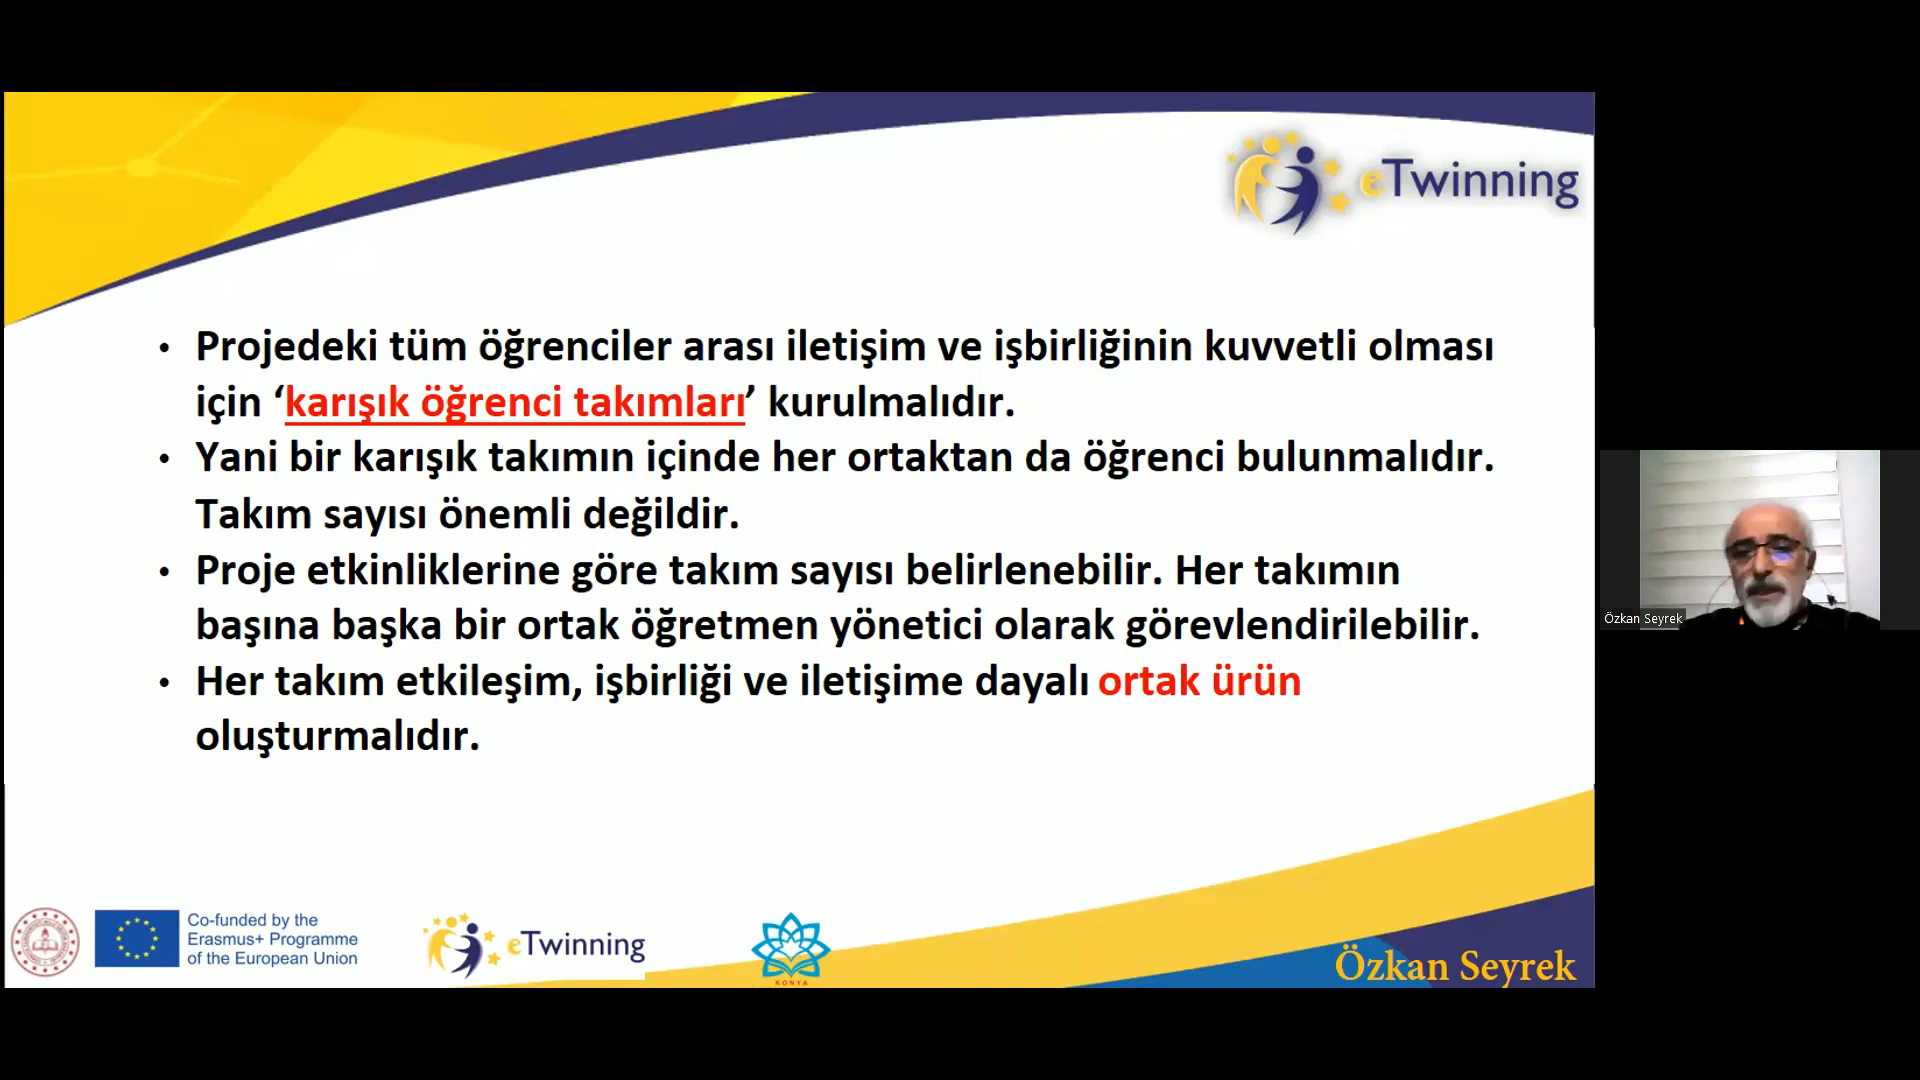 eTwinning
• Projedeki tüm öğrenciler arası iletişim ve işbirliğinin kuvvetli olması
için ‘karışık öğrenci takımları’ kurulmalıdır.
• Yani bir karışık takımın içinde her ortaktan da öğrenci bulunmalıdır.
Takım sayısı önemli değildir.
• Proje etkinliklerine göre takım sayısı belirlenebilir. Her takımın
başına başka bir ortak öğretmen yönetici olarak görevlendirilebilir.
• Her takım etkileşim, işbirliği ve iletişime dayalı ortak ürün
oluşturmalıdır.
Özkan Seyrek
Co-funded by the
Erasmus+ Programme
of the European Union
eTwinning
KONYA
Özkan Seyrek